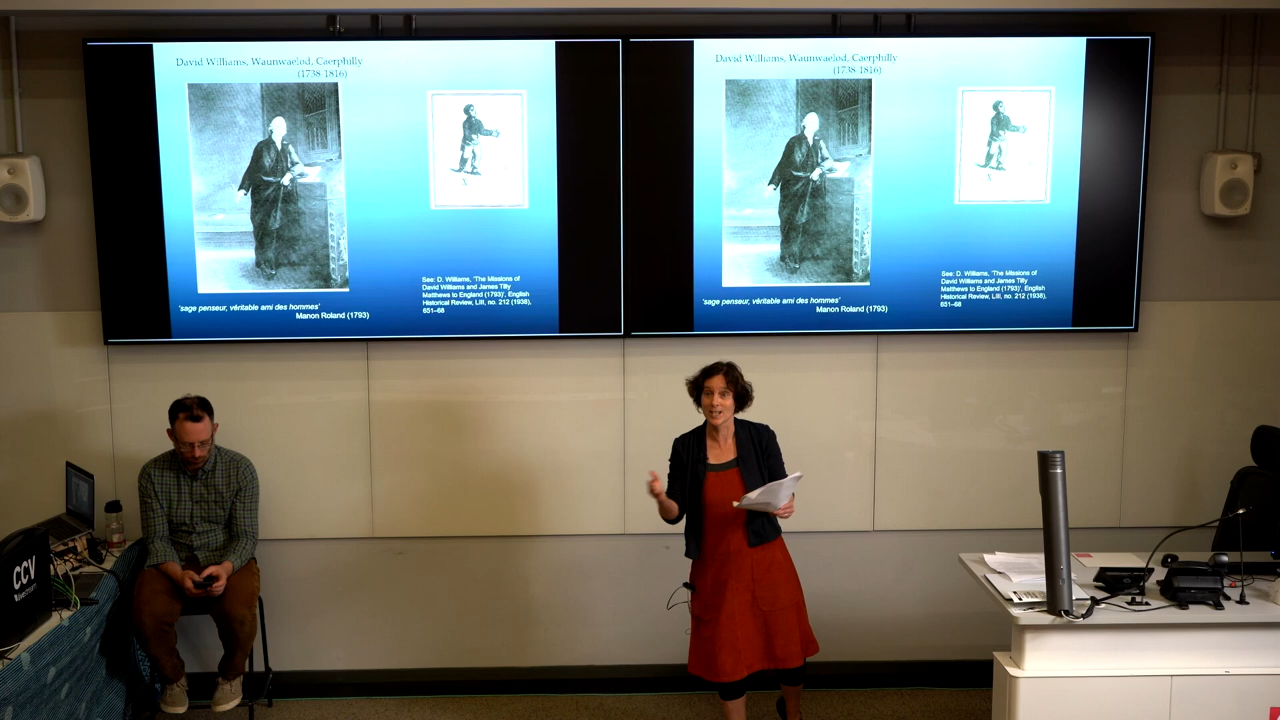 David Williams, Waunwaelod, Caerphilly
(1738-1816)
'sage penseur, véritable ami des hommes'
Manon Roland (1793)
See: D. Williams, 'The Missions of
David Williams and James Tilly
Matthews to England (1793)', English
Historical Review, LIII, no. 212 (1938),
651–68
David Williams, Waunwaelod, Caerphilly
(1738-1816)
'sage penseur, véritable ami des hommes'
Manon Roland (1793)
See: D. Williams, 'The Missions of
David Williams and James Tilly
Matthews to England (1793)', English
Historical Review, LIII, no. 212 (1938),
651–68
CCV